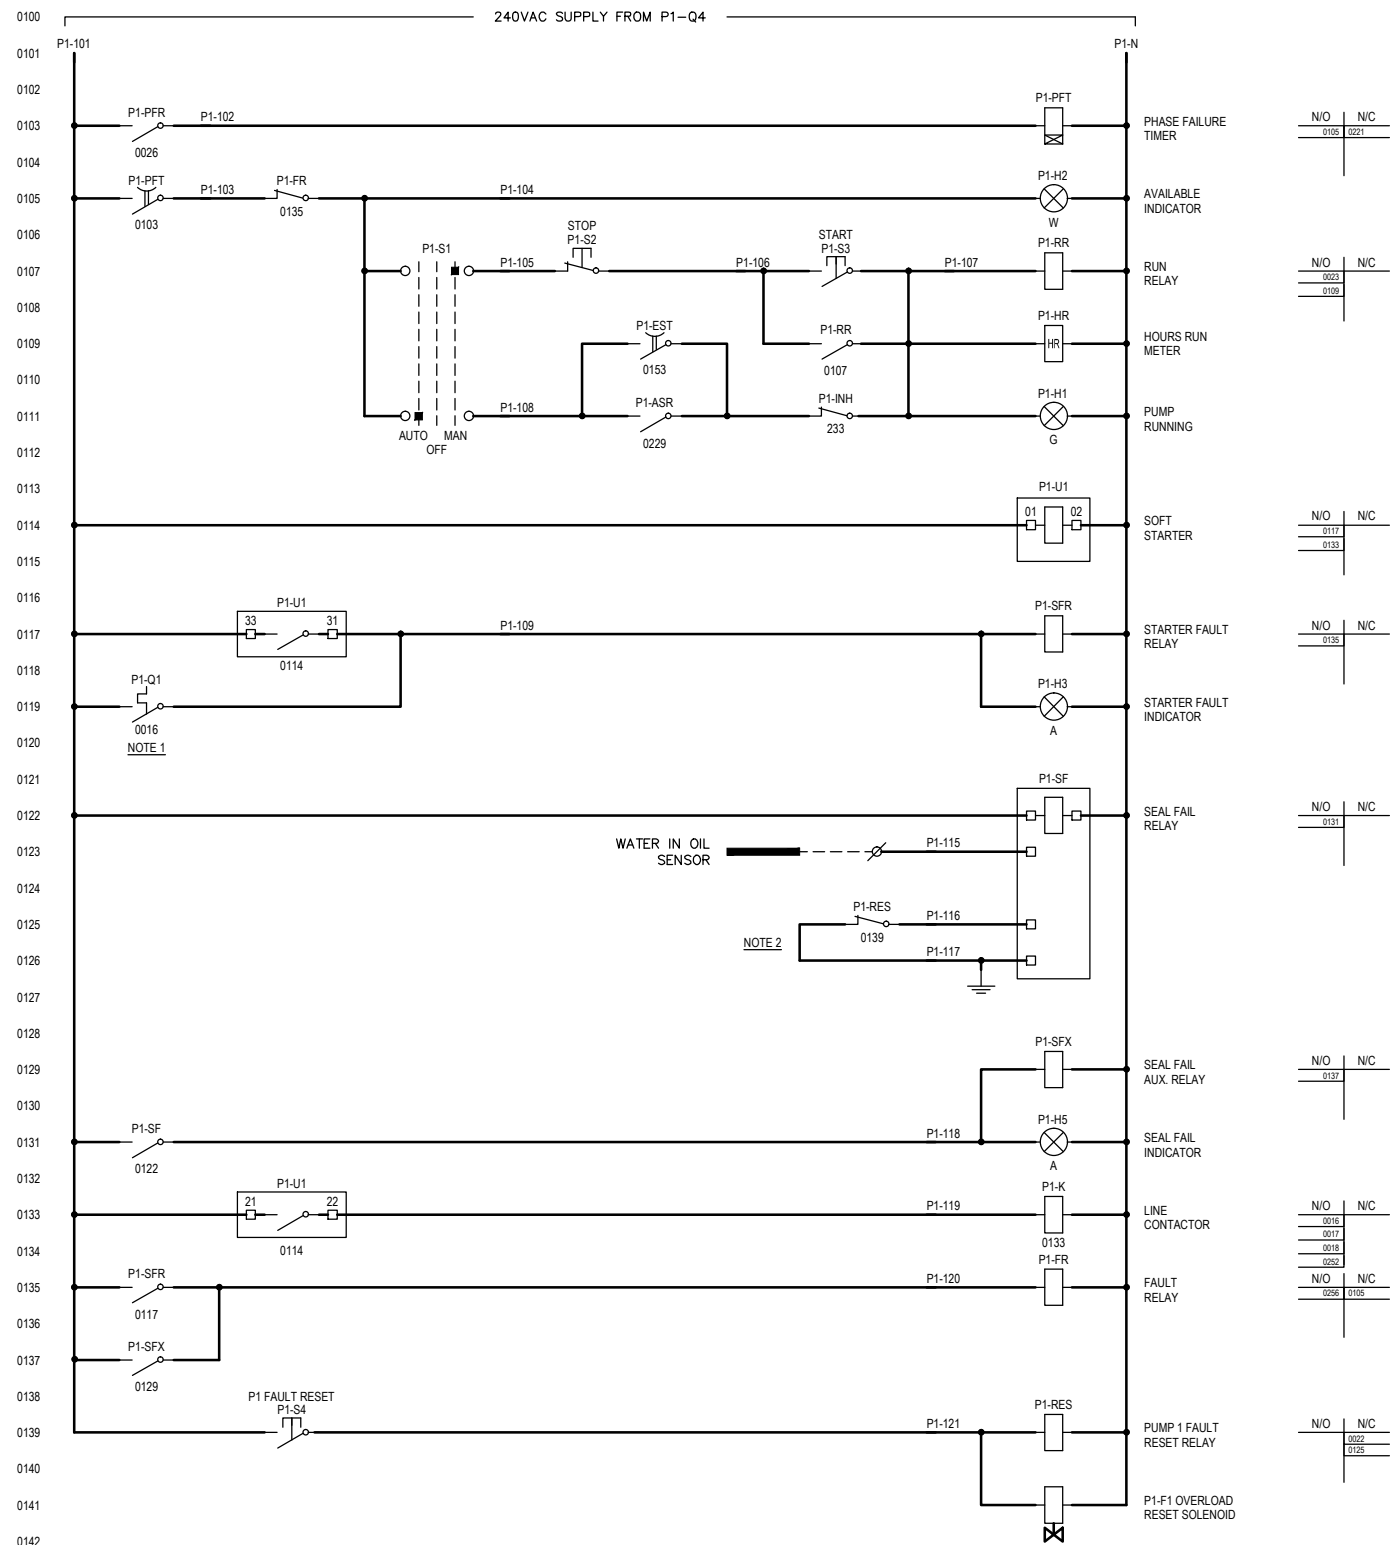 0100
240VAC SUPPLY FROM P1-Q4
P1-101
P1-N
0101
0102
P1-PFR
P1-102
P1-PFT
0103
0026
PHASE FAILURE
TIMER
N/O N/C
0105 0221
0104
P1-PFT
P1-103
P1-FR
P1-104
P1-H2
0105
0103
0135
W
AVAILABLE
INDICATOR
0106
STOP
P1-S2
START
P1-S3
P1-RR
P1-S1
P1-105
P1-106
P1-107
0107
RUN
RELAY
N/O N/C
0023
0109
0108
P1-EST
P1-RR
P1-HR
0109
0153
0107
HR
HOURS RUN
METER
0110
P1-108
P1-ASR
P1-INH
P1-H1
0111
AUTO
OFF
MAN
0229
233
G
PUMP
RUNNING
0112
0113
P1-U1
0114
01
02
SOFT
STARTER
N/O N/C
0117
0133
0115
0116
P1-U1
P1-SFR
0117
33
31
0114
P1-109
STARTER FAULT
RELAY
N/O N/C
0135
0118
P1-Q1
P1-H3
0119
0016
NOTE 1
A
STARTER FAULT
INDICATOR
0120
0121
P1-SF
0122
SEAL FAIL
RELAY
N/O N/C
0131
0123
WATER IN OIL
SENSOR
P1-115
0124
0125
P1-RES
0139
P1-116
NOTE 2
0126
P1-117
0127
0128
P1-SFX
0129
SEAL FAIL
AUX. RELAY
N/O N/C
0137
0130
P1-SF
P1-H5
0131
0122
P1-118
A
SEAL FAIL
INDICATOR
0132
P1-U1
P1-K
0133
21
22
0114
P1-119
0133
LINE
CONTACTOR
N/O N/C
0016
0017
0018
0252
0134
P1-SFR
P1-FR
0135
0117
P1-120
FAULT
RELAY
N/O N/C
0256 0105
0136
P1-SFX
0137
0129
0138
P1 FAULT RESET
P1-S4
P1-RES
0139
P1-121
PUMP 1 FAULT
RESET RELAY
N/O N/C
0022
0125
0140
0141
P1-F1 OVERLOAD
RESET SOLENOID
0142